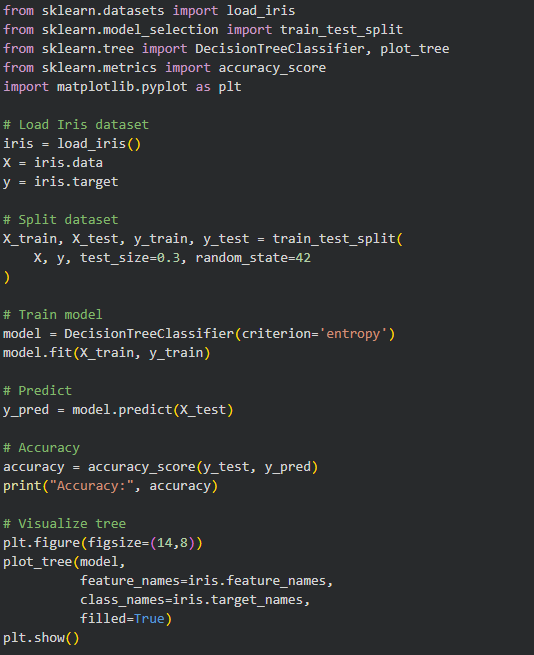 from sklearn.datasets import load_iris
from sklearn.model_selection import train_test_split
from sklearn.tree import DecisionTreeClassifier, plot_tree
from sklearn.metrics import accuracy_score
import matplotlib.pyplot as plt

# Load Iris dataset
iris = load_iris()
X = iris.data
y = iris.target

# Split dataset
X_train, X_test, y_train, y_test = train_test_split(
    X, y, test_size=0.3, random_state=42
)

# Train model
model = DecisionTreeClassifier(criterion='entropy')
model.fit(X_train, y_train)

# Predict
y_pred = model.predict(X_test)

# Accuracy
accuracy = accuracy_score(y_test, y_pred)
print("Accuracy:", accuracy)

# Visualize tree
plt.figure(figsize=(14,8))
plot_tree(model,
          feature_names=iris.feature_names,
          class_names=iris.target_names,
          filled=True)
plt.show()